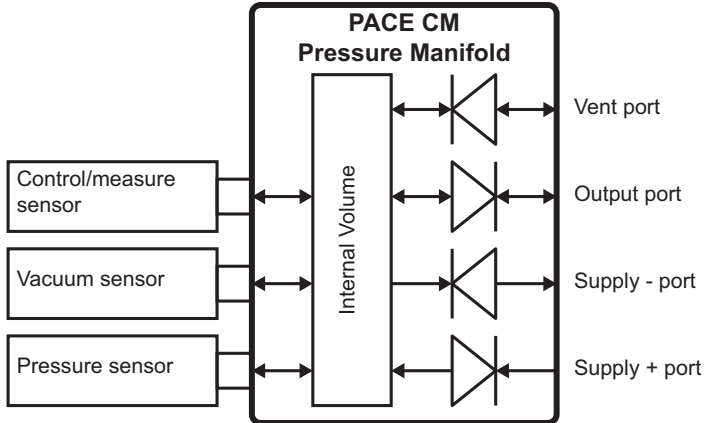 PACE CM
Pressure Manifold
Vent port
Control/measure
sensor
Output port
Internal Volume
Vacuum sensor
Supply - port
Pressure sensor
Supply + port